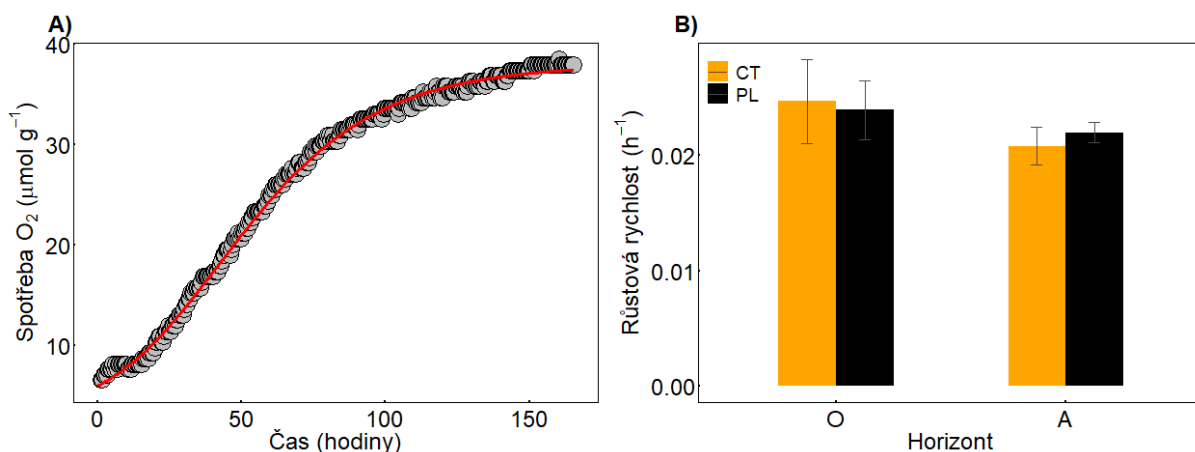 A)
Spotřeba O₂ (μmol g⁻¹)
40
30
20
10
0
50
100
150
Čas (hodiny)
B)
CT
PL
Růstová rychlost (h⁻¹)
0.02
0.01
0.00
O
A
Horizont